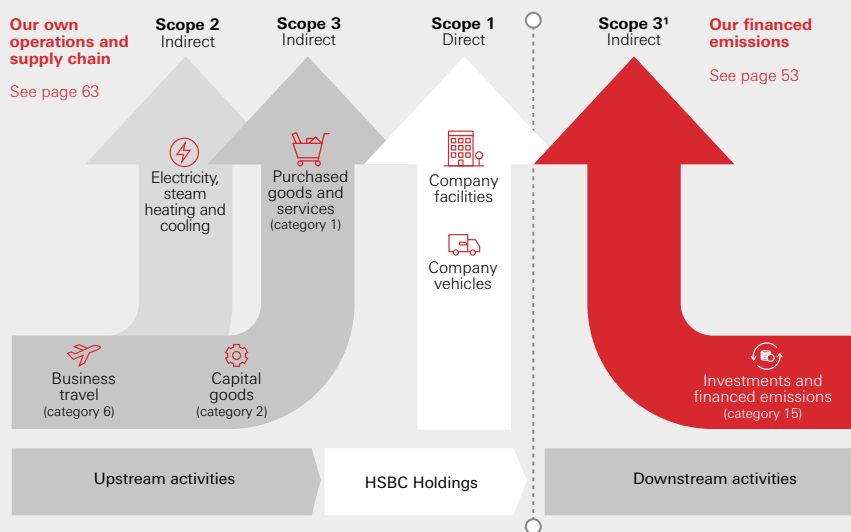 Our own
operations and
supply chain
See page 63
Scope 2
Indirect
Scope 3
Indirect
Scope 1
Direct
Scope 3¹
Indirect
Our financed
emissions
See page 53
Electricity,
steam
heating and
cooling
Purchased
goods and
services
(category 1)
Company
facilities
Company
vehicles
Business
travel
(category 6)
Capital
goods
(category 2)
Investments and
financed emissions
(category 15)
Upstream activities
HSBC Holdings
Downstream activities